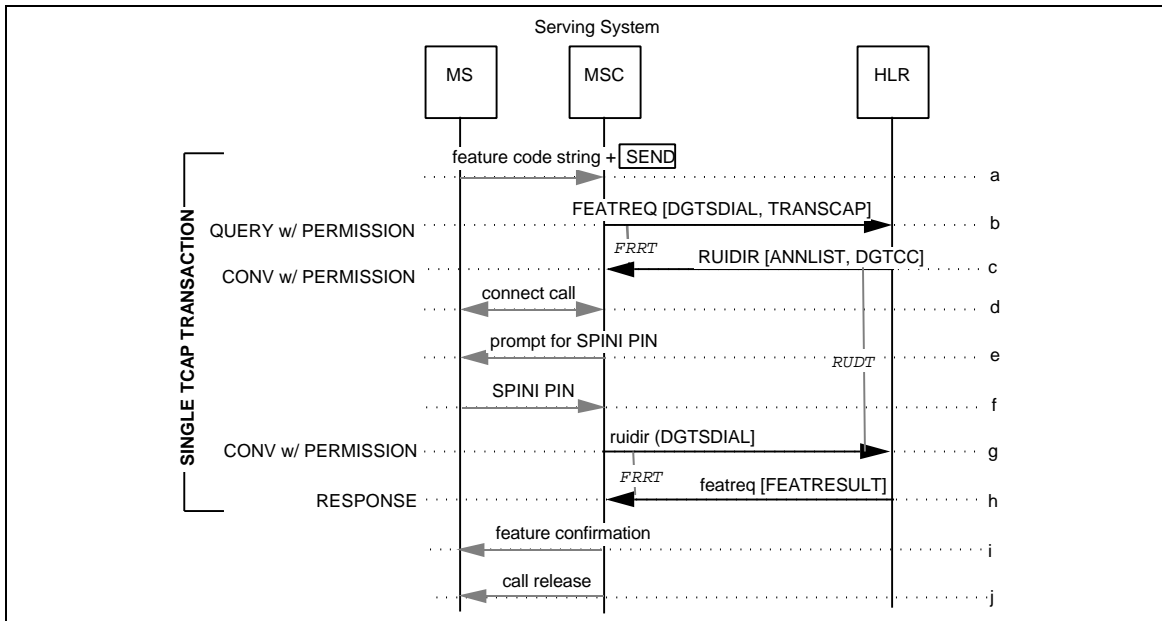 Serving System
MS
MSC
HLR
feature code string + SEND
a
FEATREQ [DGTSDIAL, TRANSCAP]
b
QUERY w/ PERMISSION
FRRT
RUIDIR [ANNLIST, DGTCC]
c
CONV w/ PERMISSION
connect call
d
prompt for SPINI PIN
e
RUDT
SPINI PIN
f
SINGLE TCAP TRANSACTION
ruidir (DGTSDIAL]
CONV w/ PERMISSION
g
FRRT
featreq [FEATRESULT]
RESPONSE
h
feature confirmation
i
call release
j